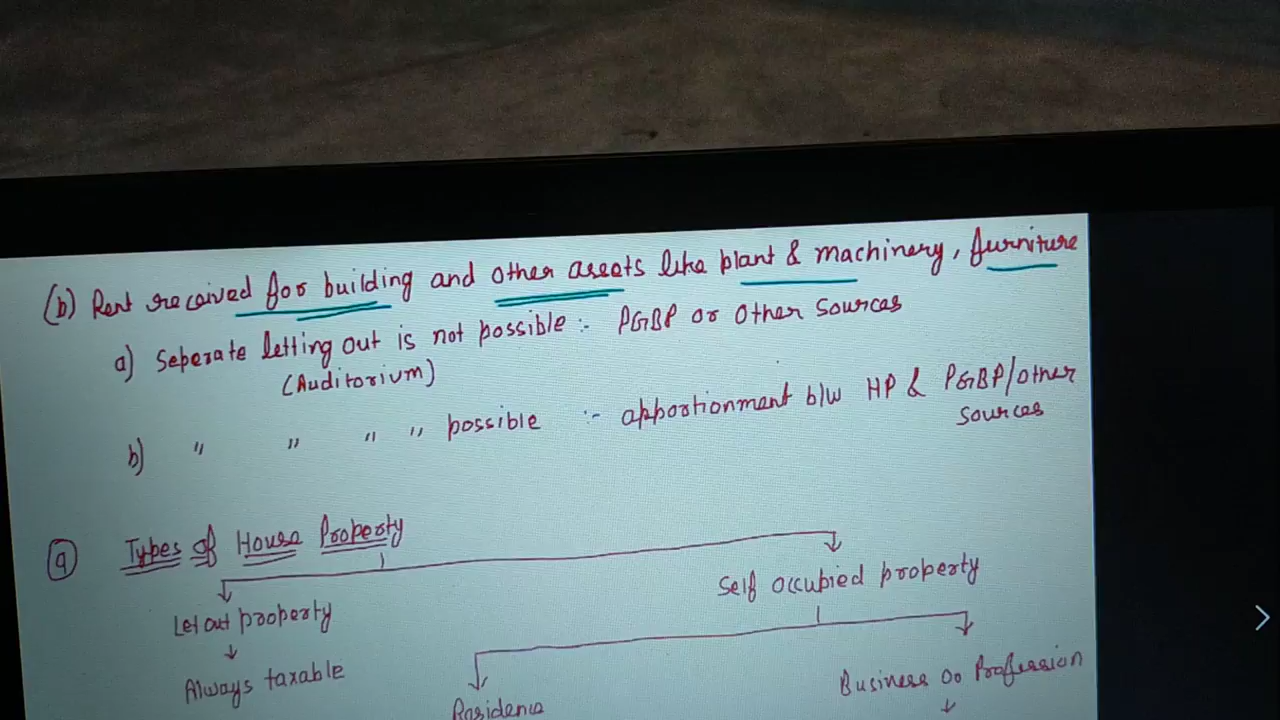 (b) Rent received for building and other assets like plant & machinery, furniture
a) Seperate letting out is not possible :- PGBP or Other Sources
(Auditorium)
b) " " " " possible :- apportionment b/w HP & PGBP/other
sources
9 Types of House Property
Let out property
Self occupied property
Always taxable
Residence
Business or Profession